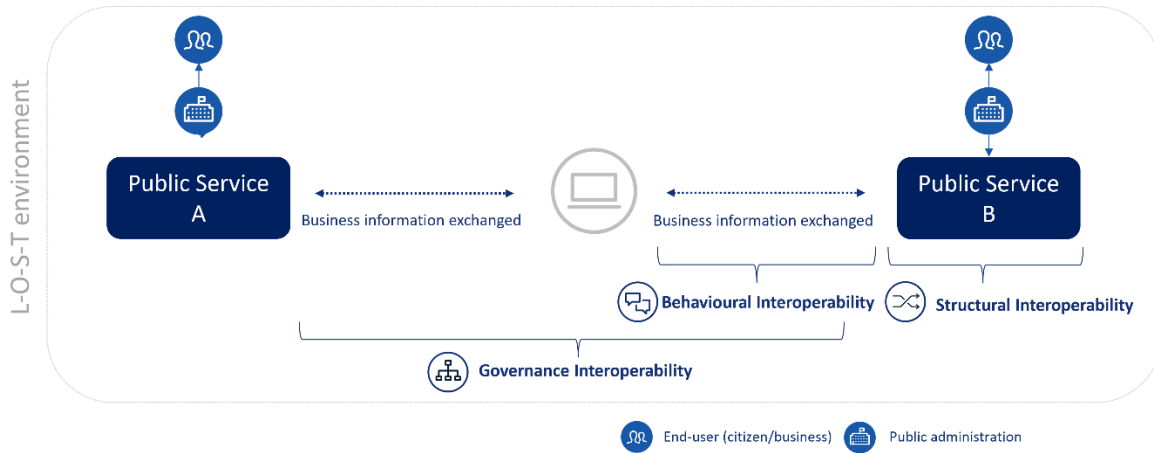 L-O-S-T environment
Public Service
A
Business information exchanged
Business information exchanged
Public Service
B
Behavioural Interoperability
Structural Interoperability
Governance Interoperability
End-user (citizen/business)
Public administration